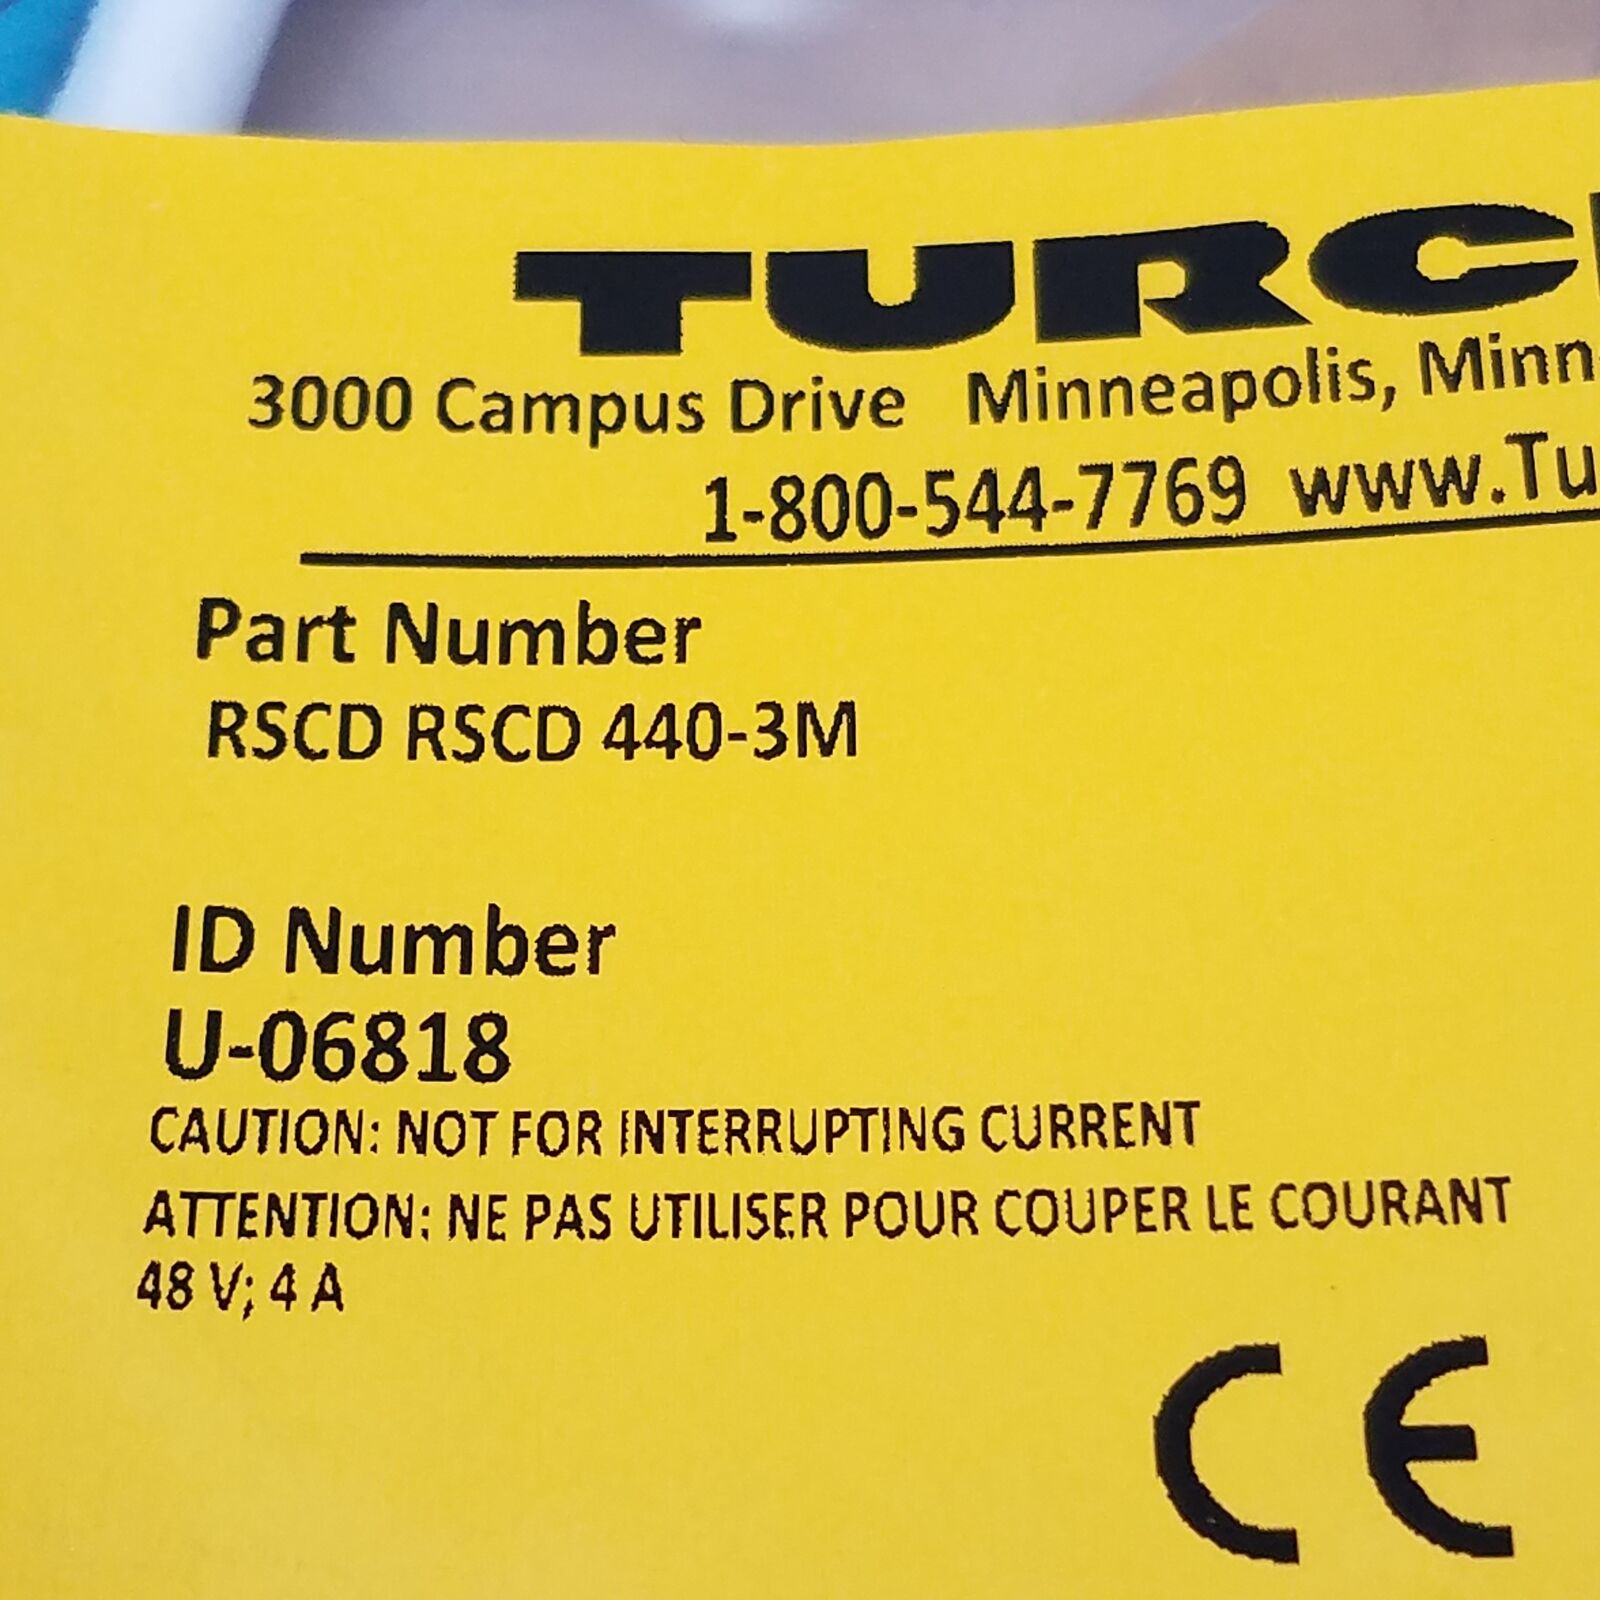 TURC
3000 Campus Drive Minneapolis, Minn
1-800-544-7769 www.Tu
Part Number
RSCD RSCD 440-3M
ID Number
U-06818
CAUTION: NOT FOR INTERRUPTING CURRENT
ATTENTION: NE PAS UTILISER POUR COUPER LE COURANT
48 V; 4 A
CE